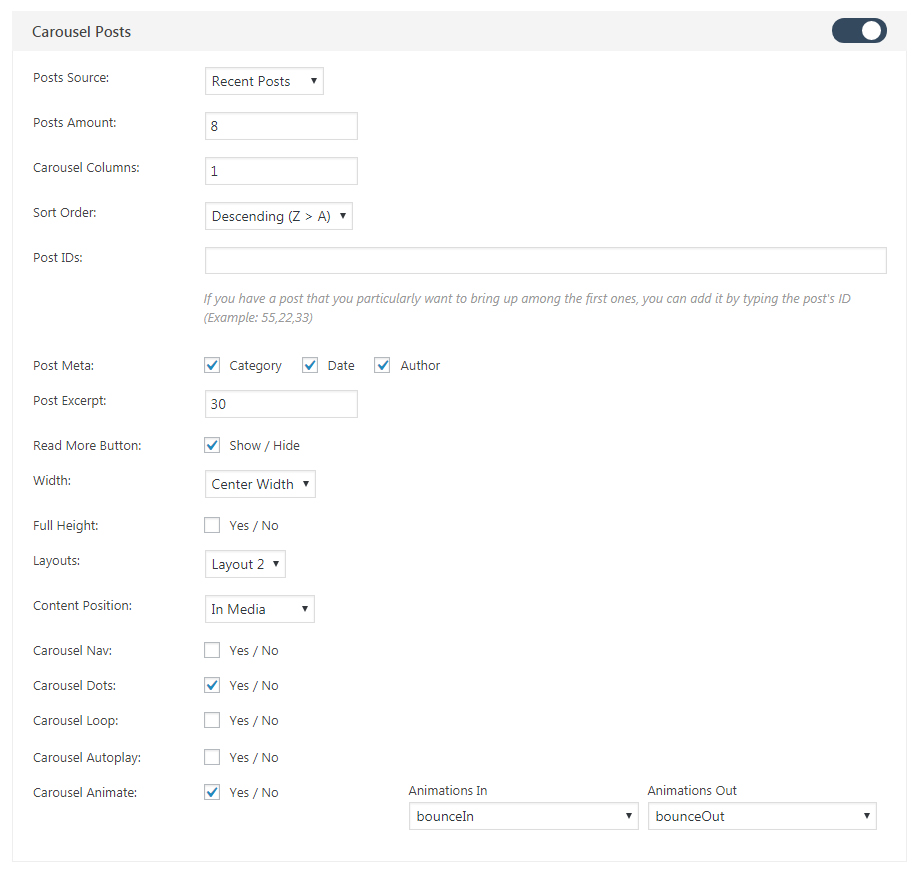 Carousel Posts
Posts Source: Recent Posts
Posts Amount: 8
Carousel Columns: 1
Sort Order: Descending (Z > A)
Post IDs:
If you have a post that you particularly want to bring up among the first ones, you can add it by typing the post's ID
(Example: 55,22,33)
Post Meta: Category Date Author
Post Excerpt: 30
Read More Button: Show / Hide
Width: Center Width
Full Height: Yes / No
Layouts: Layout 2
Content Position: In Media
Carousel Nav: Yes / No
Carousel Dots: Yes / No
Carousel Loop: Yes / No
Carousel Autoplay: Yes / No
Carousel Animate: Yes / No Animations In Animations Out
bounceIn bounceOut